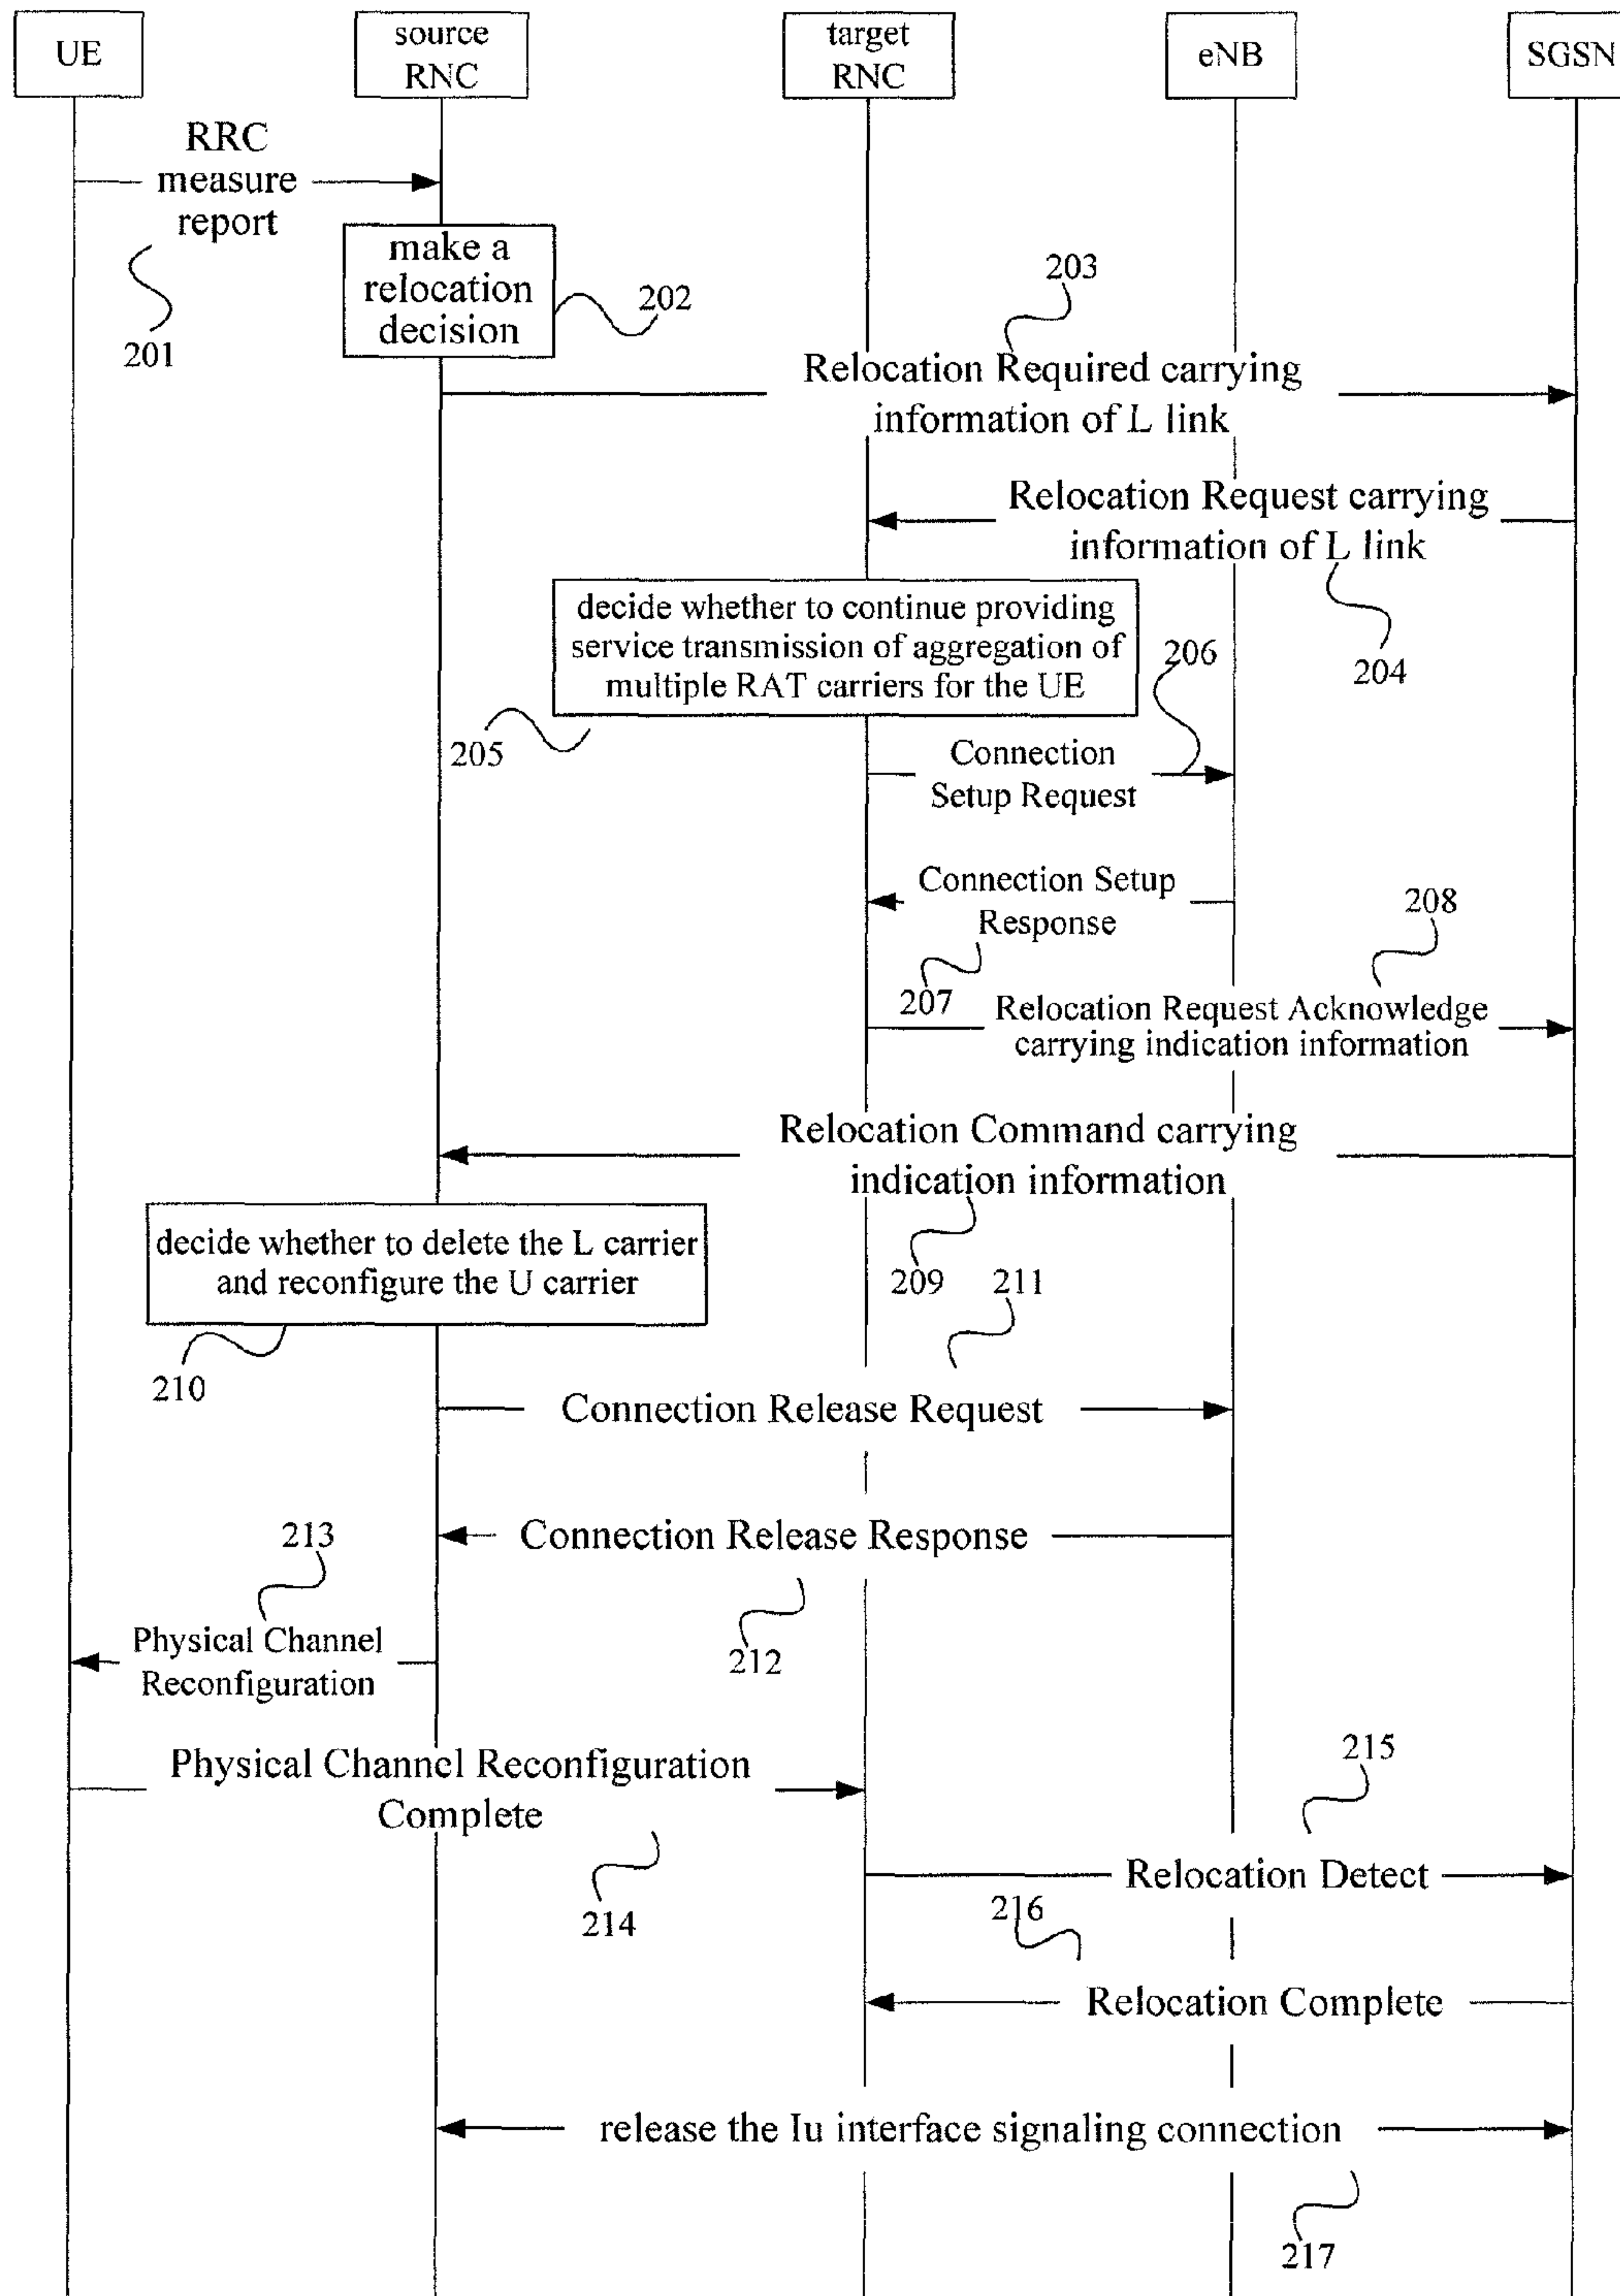 UE
source
RNC
target
RNC
eNB
SGSN
RRC
measure
report
201
make a
relocation
decision
202
203
Relocation Required carrying
information of L link
Relocation Request carrying
information of L link
204
decide whether to continue providing
service transmission of aggregation of
multiple RAT carriers for the UE
205
206
Connection
Setup Request
Connection Setup
Response
207
208
Relocation Request Acknowledge
carrying indication information
Relocation Command carrying
indication information
209
decide whether to delete the L carrier
and reconfigure the U carrier
210
211
Connection Release Request
Connection Release Response
212
213
Physical Channel
Reconfiguration
Physical Channel Reconfiguration
Complete
214
215
Relocation Detect
216
Relocation Complete
release the Iu interface signaling connection
217